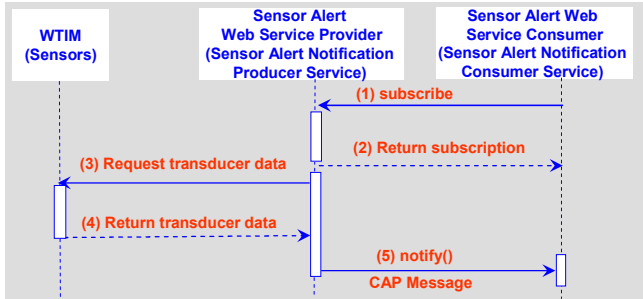 WTIM
(Sensors)
Sensor Alert
Web Service Provider
(Sensor Alert Notification
Producer Service)
Sensor Alert Web
Service Consumer
(Sensor Alert Notification
Consumer Service)
(1) subscribe
(2) Return subscription
(3) Request transducer data
(4) Return transducer data
(5) notify()
CAP Message